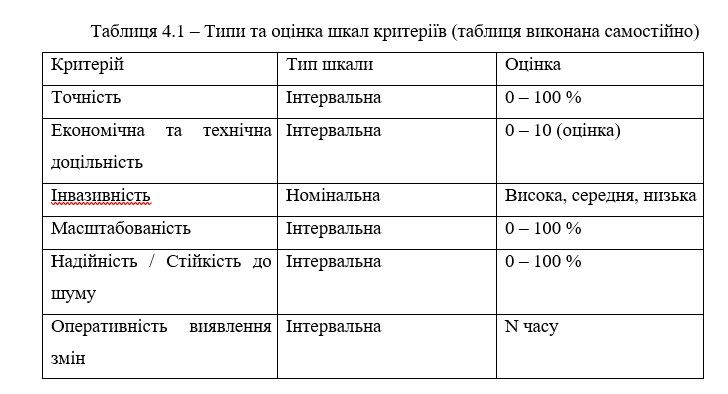 Таблиця 4.1 – Типи та оцінка шкал критеріїв (таблиця виконана самостійно)
Критерій Тип шкали Оцінка
Точність Інтервальна 0 – 100 %
Економічна та технічна Інтервальна 0 – 10 (оцінка)
доцільність
Інвазивність Номінальна Висока, середня, низька
Масштабованість Інтервальна 0 – 100 %
Надійність / Стійкість до Інтервальна 0 – 100 %
шуму
Оперативність виявлення Інтервальна N часу
змін